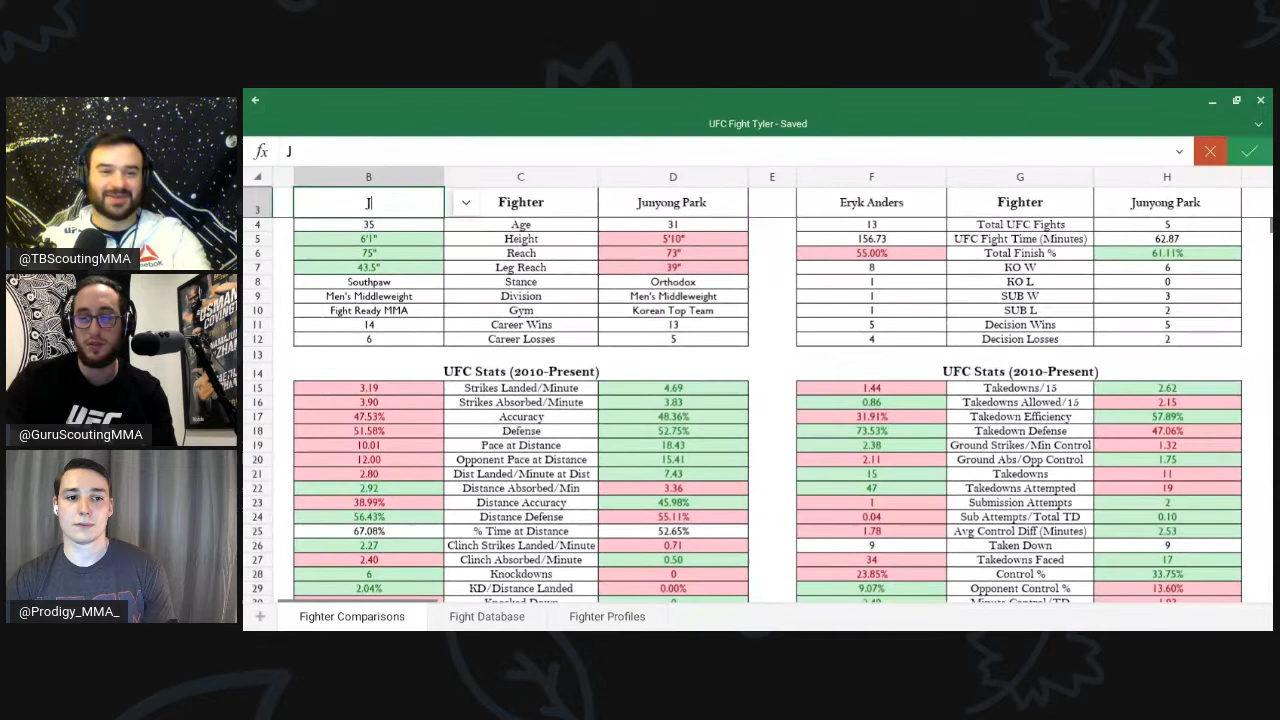 UFC Fight Tyler - Saved
fx J
B C D E F G H
3 J Fighter Junyong Park Eryk Anders Fighter Junyong Park
4 35 Age 31 13 Total UFC Fights 5
5 6'1" Height 5'10" 156.73 UFC Fight Time (Minutes) 62.87
6 75" Reach 73" 55.00% Total Finish % 61.11%
7 43.5" Leg Reach 39" 8 KO W 6
8 Southpaw Stance Orthodox 1 KO L 0
9 Men's Middleweight Division Men's Middleweight 1 SUB W 3
10 Fight Ready MMA Gym Korean Top Team 1 SUB L 2
11 14 Career Wins 13 5 Decision Wins 5
12 6 Career Losses 5 4 Decision Losses 2
13
14 UFC Stats (2010-Present) UFC Stats (2010-Present)
15 3.19 Strikes Landed/Minute 4.69 1.44 Takedowns/15 2.62
16 3.90 Strikes Absorbed/Minute 3.83 0.86 Takedowns Allowed/15 2.15
17 47.53% Accuracy 48.36% 31.91% Takedown Efficiency 57.89%
18 51.58% Defense 52.75% 73.53% Takedown Defense 47.06%
19 10.01 Pace at Distance 18.43 2.38 Ground Strikes/Min Control 1.32
20 12.00 Opponent Pace at Distance 15.41 2.11 Ground Abs/Opp Control 1.75
21 2.80 Dist Landed/Minute at Dist 7.43 15 Takedowns 11
22 2.92 Distance Absorbed/Min 3.36 47 Takedowns Attempted 19
23 38.99% Distance Accuracy 45.98% 1 Submission Attempts 2
24 56.43% Distance Defense 55.11% 0.04 Sub Attempts/Total TD 0.10
25 67.08% % Time at Distance 52.65% 1.78 Avg Control Diff (Minutes) 2.53
26 2.27 Clinch Strikes Landed/Minute 0.71 9 Taken Down 9
27 2.40 Clinch Absorbed/Minute 0.50 34 Takedowns Faced 17
28 6 Knockdowns 0 23.85% Control % 33.75%
29 2.04% KD/Distance Landed 0.00% 9.07% Opponent Control % 13.60%
Fighter Comparisons Fight Database Fighter Profiles
@TBScoutingMMA
UFC
Reebok
@GuruScoutingMMA
UFC
USMAN
COVINGTON
@Prodigy_MMA_